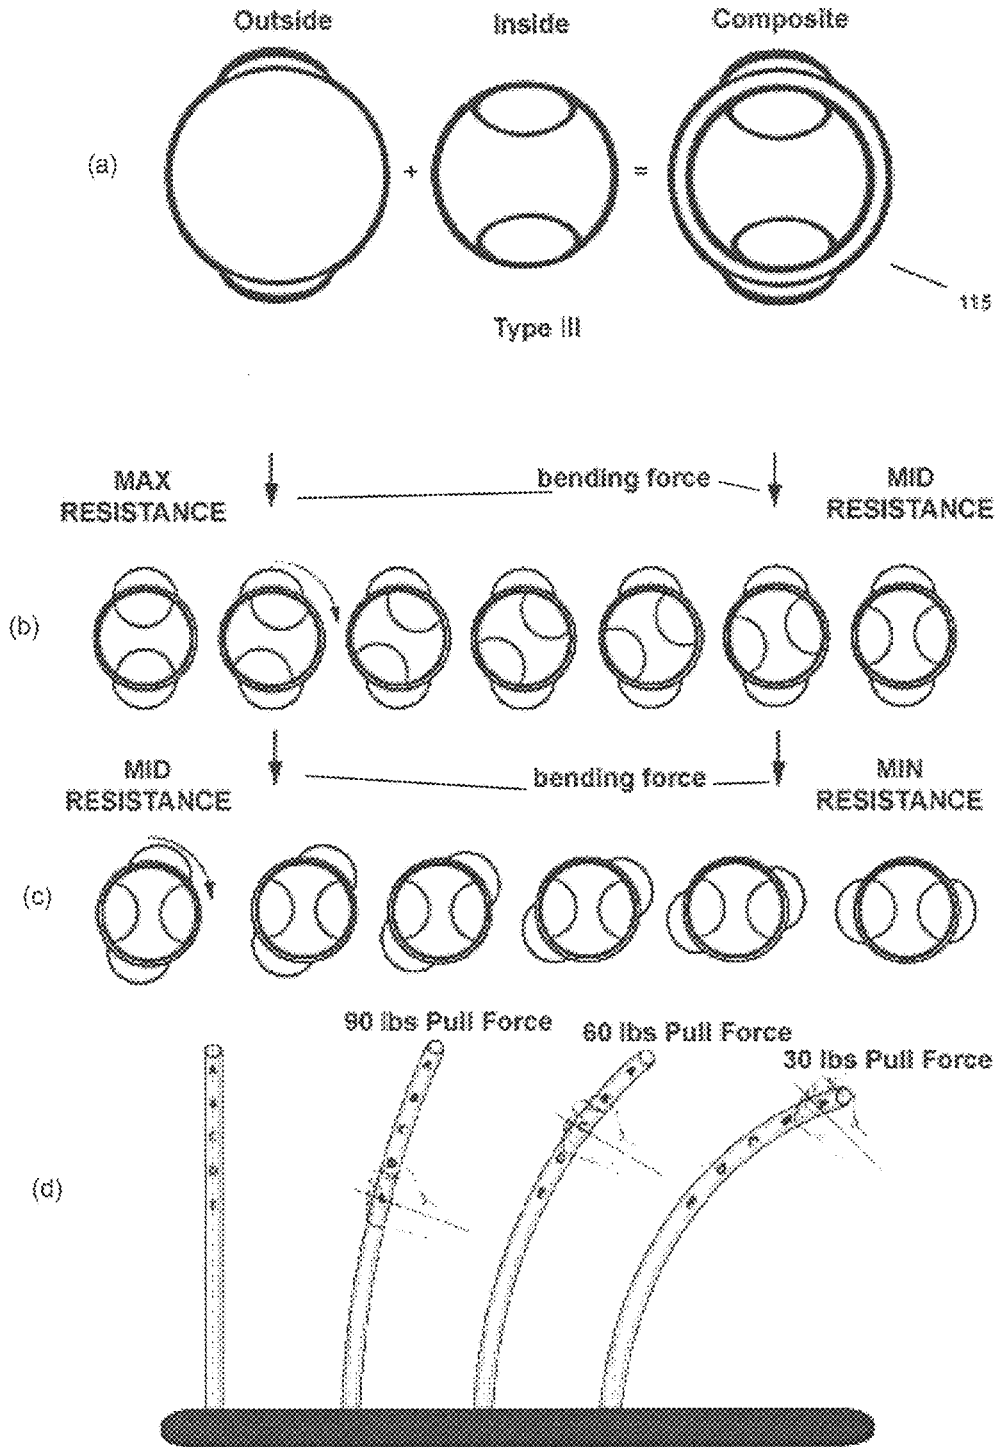 Outside
Inside
Composite
(a)
+
=
115
Type III
MAX
RESISTANCE
bending force
MID
RESISTANCE
(b)
MID
RESISTANCE
bending force
MIN
RESISTANCE
(c)
90 lbs Pull Force
60 lbs Pull Force
30 lbs Pull Force
(d)